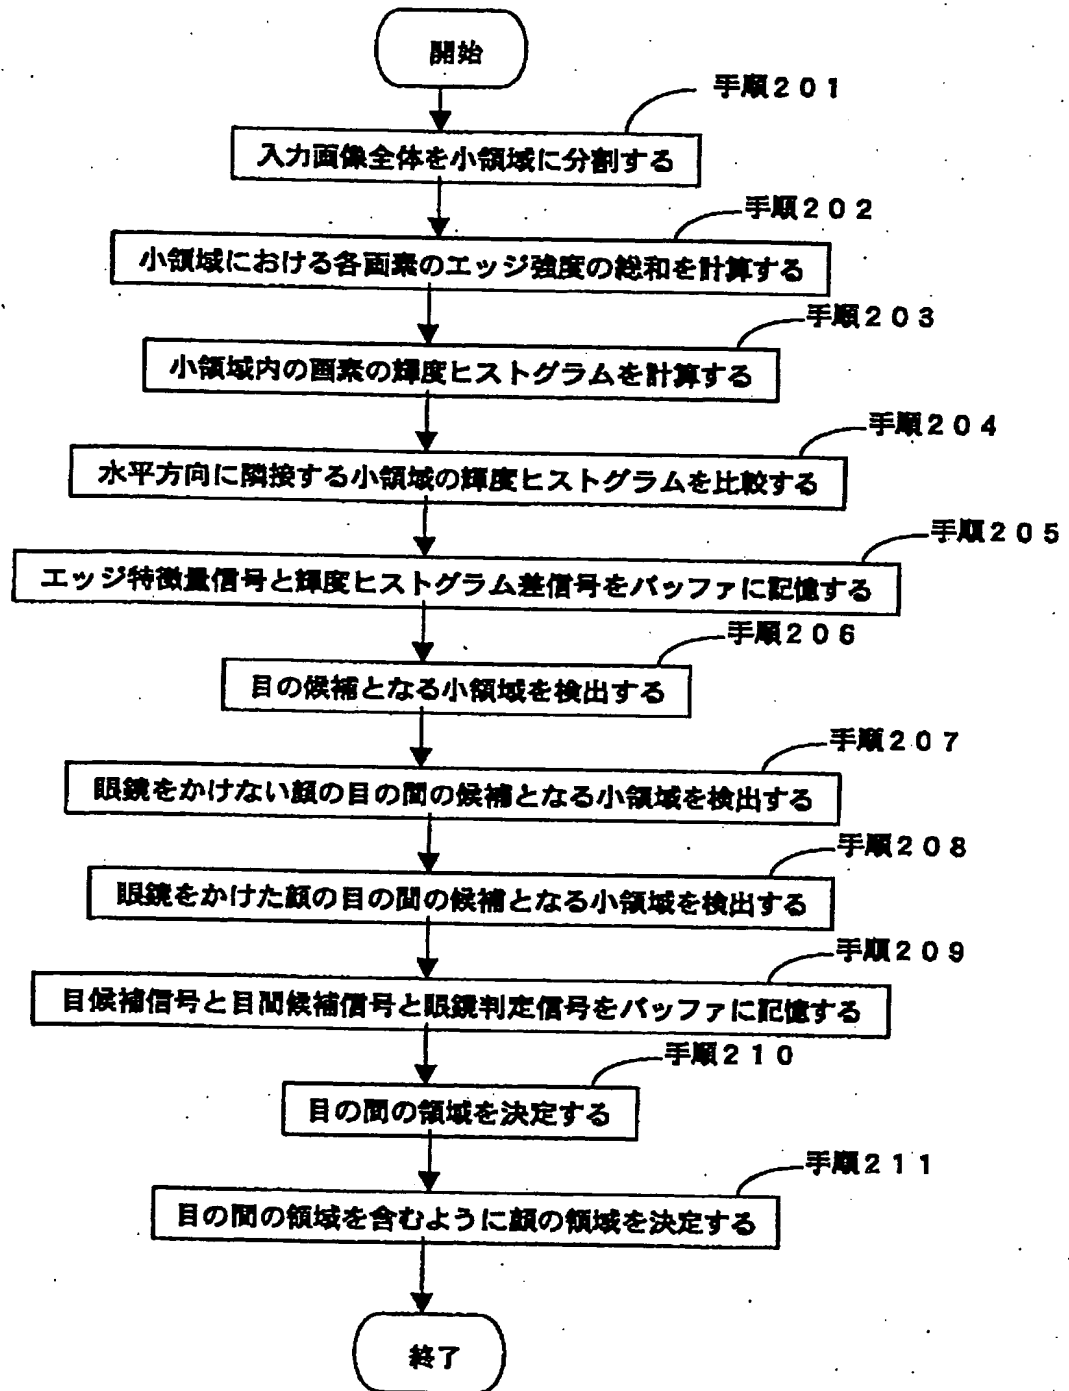 開始
手順201
入力画像全体を小領域に分割する
手順202
小領域における各画素のエッジ強度の総和を計算する
手順203
小領域内の画素の輝度ヒストグラムを計算する
手順204
水平方向に隣接する小領域の輝度ヒストグラムを比較する
手順205
エッジ特徴量信号と輝度ヒストグラム差信号をバッファに記憶する
手順206
目の候補となる小領域を検出する
手順207
眼鏡をかけない顔の目の間の候補となる小領域を検出する
手順208
眼鏡をかけた顔の目の間の候補となる小領域を検出する
手順209
目候補信号と目間候補信号と眼鏡判定信号をバッファに記憶する
手順210
目の間の領域を決定する
手順211
目の間の領域を含むように顔の領域を決定する
終了